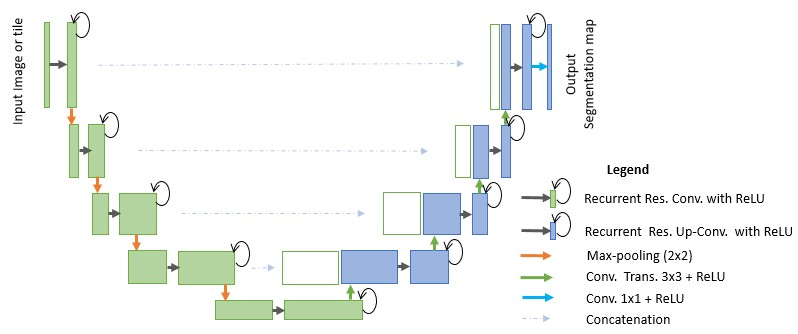 Input Image or tile
Output
Segmentation map
Legend
Recurrent Res. Conv. with ReLU
Recurrent Res. Up-Conv. with ReLU
Max-pooling (2x2)
Conv. Trans. 3x3 + ReLU
Conv. 1x1 + ReLU
Concatenation